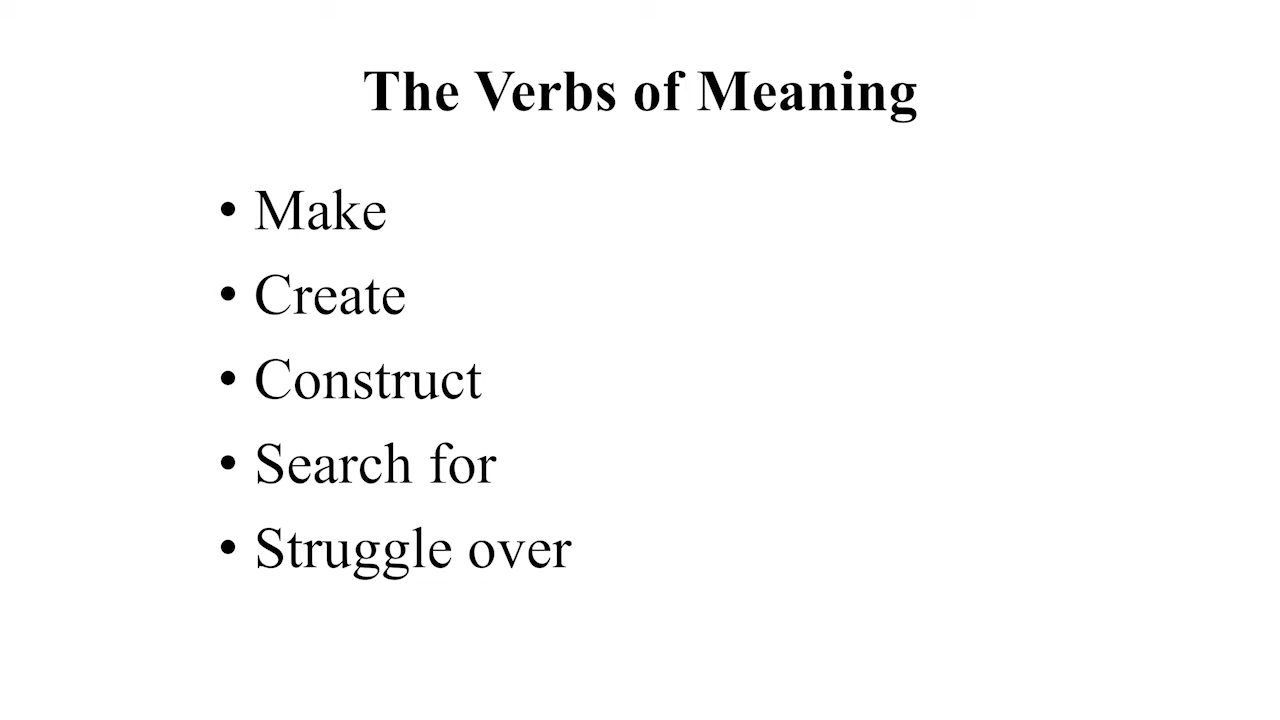 The Verbs of Meaning
• Make
• Create
• Construct
• Search for
• Struggle over